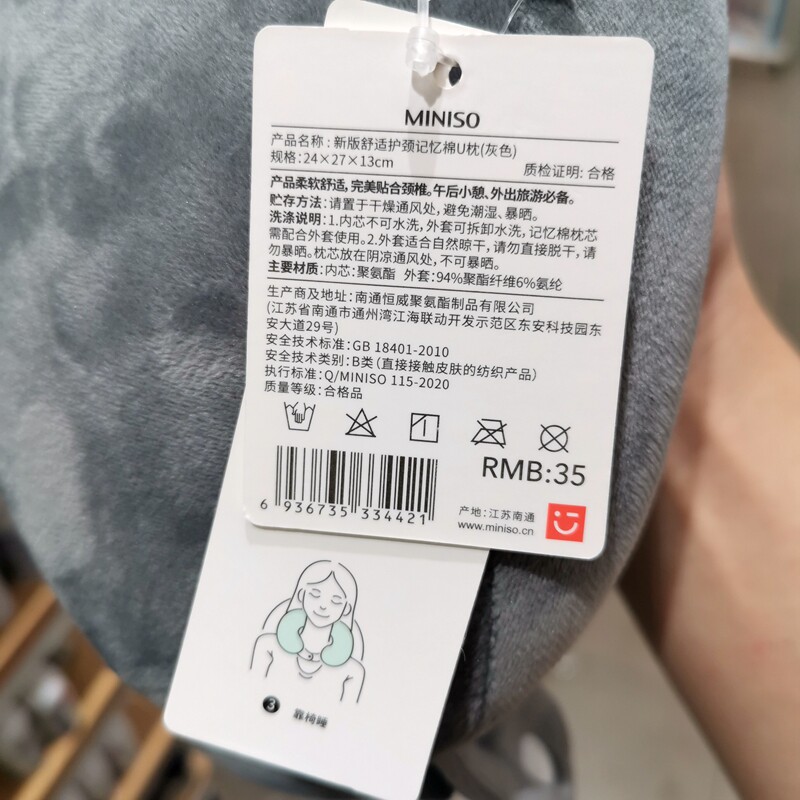 MINISO
产品名称：新版舒适护颈记忆棉U枕(灰色)
规格：24×27×13cm 质检证明：合格
产品柔软舒适，完美贴合颈椎。午后小憩、外出旅游必备。
贮存方法：请置于干燥通风处，避免潮湿、暴晒。
洗涤说明：1.内芯不可水洗，外套可拆卸水洗，记忆棉枕芯
需配合外套使用。2.外套适合自然晾干，请勿直接脱干，请
勿暴晒。枕芯放在阴凉通风处，不可暴晒。
主要材质：内芯：聚氨酯 外套：94%聚酯纤维6%氨纶
生产商及地址：南通恒威聚氨酯制品有限公司
(江苏省南通市通州湾江海联动开发示范区东安科技园区东
安大道29号)
安全技术标准：GB 18401-2010
安全技术类别：B类（直接接触皮肤的纺织产品）
执行标准：Q/MINISO 115-2020
质量等级：合格品
RMB:35
6 936735 334421
产地：江苏南通
www.miniso.cn
3 靠椅睡